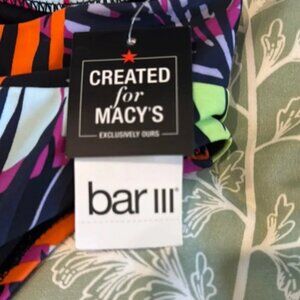 CREATED
for
MACY'S
EXCLUSIVELY OURS
bar III